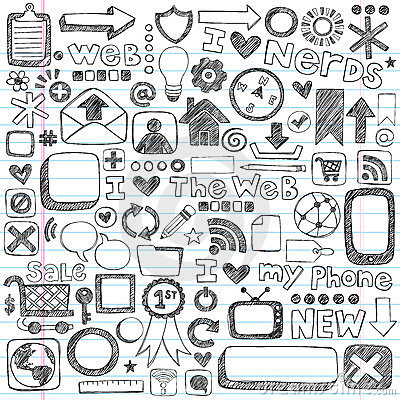 WEB
I ♥ NERDS
@
N
E
S
W
I ♥ THE WEB
@
SALE
I ♥ my Phone
1ST
NEW
$